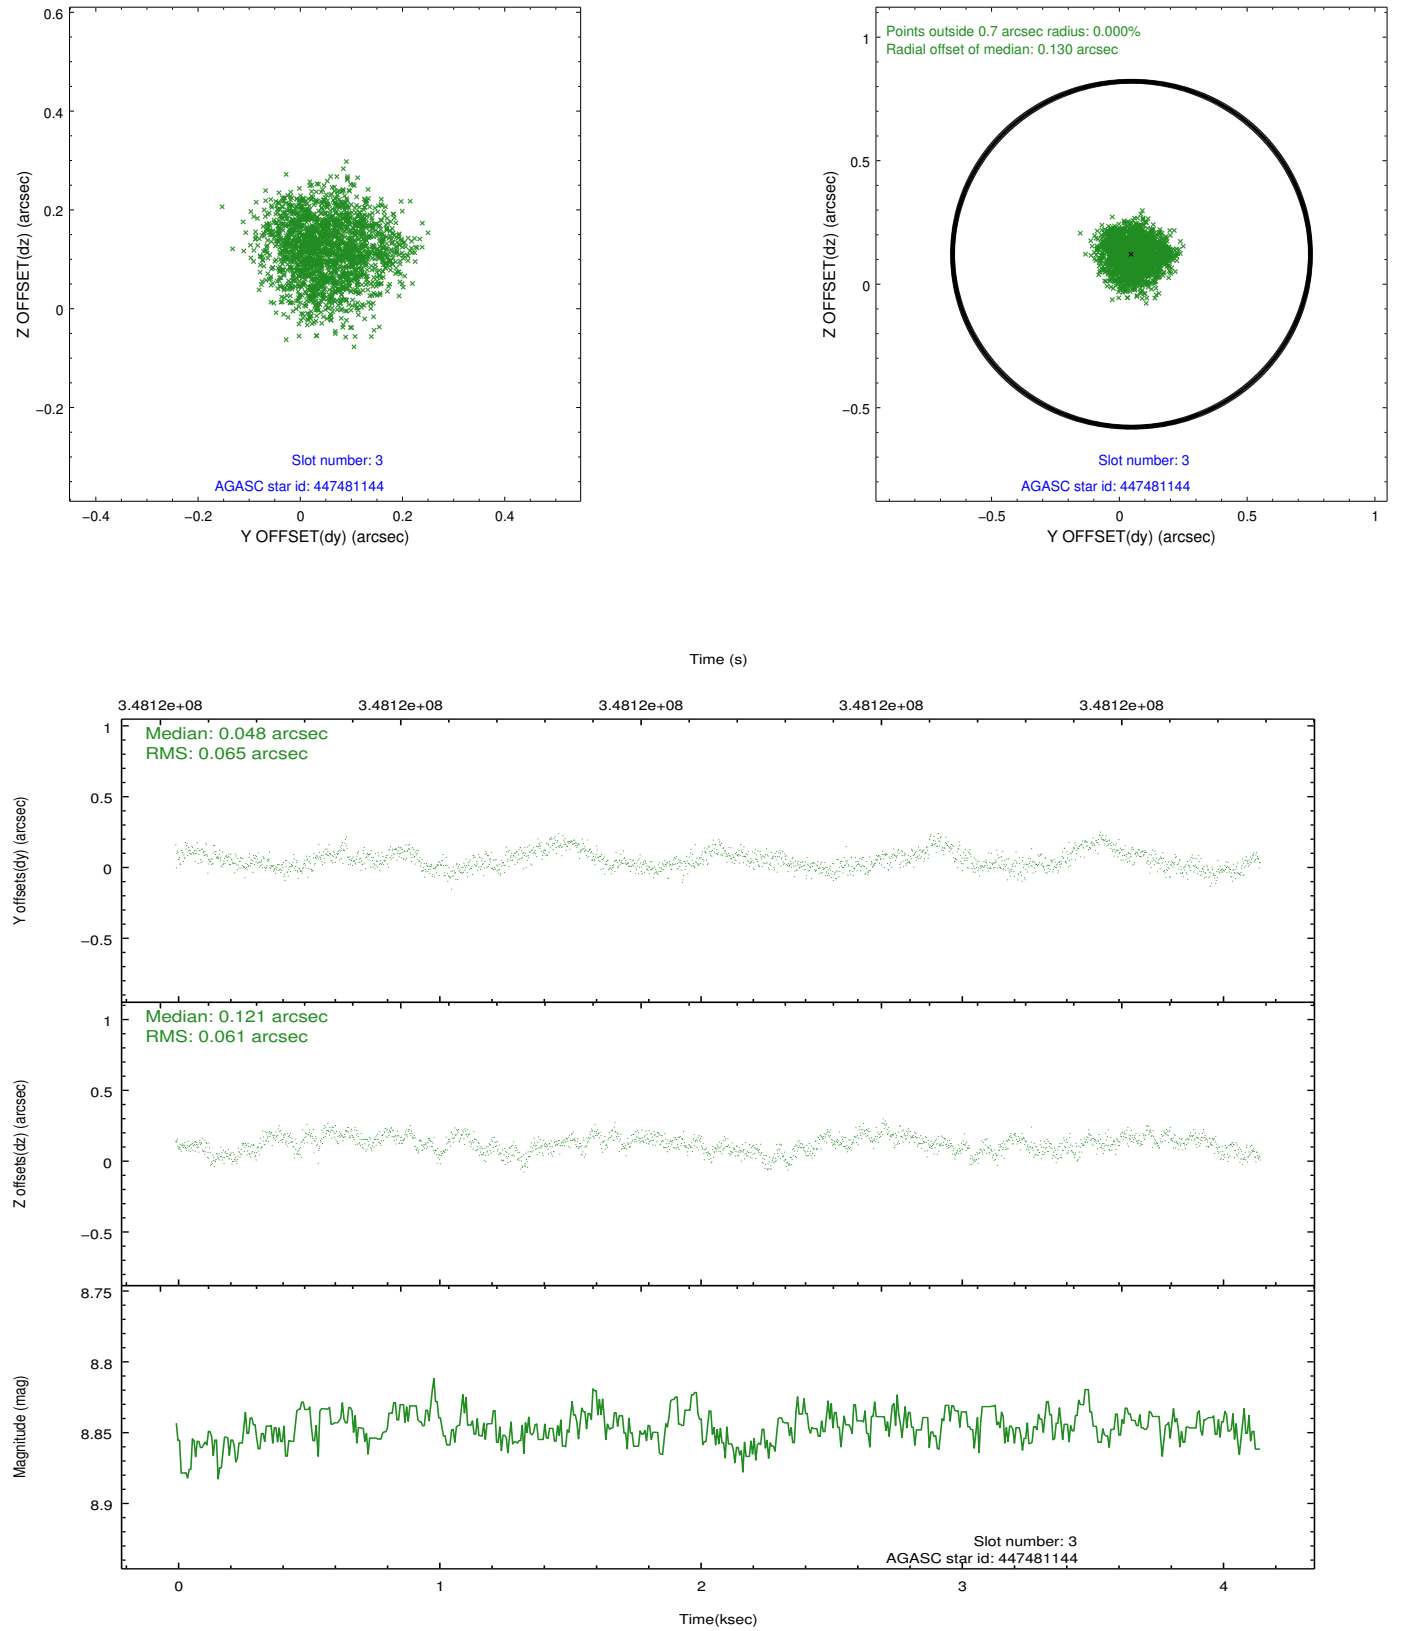 0.6
0.4
0.2
0
−0.2
Z OFFSET(dz) (arcsec)
Slot number: 3
AGASC star id: 447481144
−0.4 −0.2 0 0.2 0.4
Y OFFSET(dy) (arcsec)
Points outside 0.7 arcsec radius: 0.000%
Radial offset of median: 0.130 arcsec
1
0.5
0
−0.5
Z OFFSET(dz) (arcsec)
Slot number: 3
AGASC star id: 447481144
−0.5 0 0.5 1
Y OFFSET(dy) (arcsec)
Time (s)
3.4812e+08 3.4812e+08 3.4812e+08 3.4812e+08 3.4812e+08
Median: 0.048 arcsec
RMS: 0.065 arcsec
1
0.5
0
−0.5
Y offsets(dy) (arcsec)
Median: 0.121 arcsec
RMS: 0.061 arcsec
1
0.5
0
−0.5
Z offsets(dz) (arcsec)
8.75
8.8
8.85
8.9
Magnitude (mag)
Slot number: 3
AGASC star id: 447481144
0 1 2 3 4
Time(ksec)